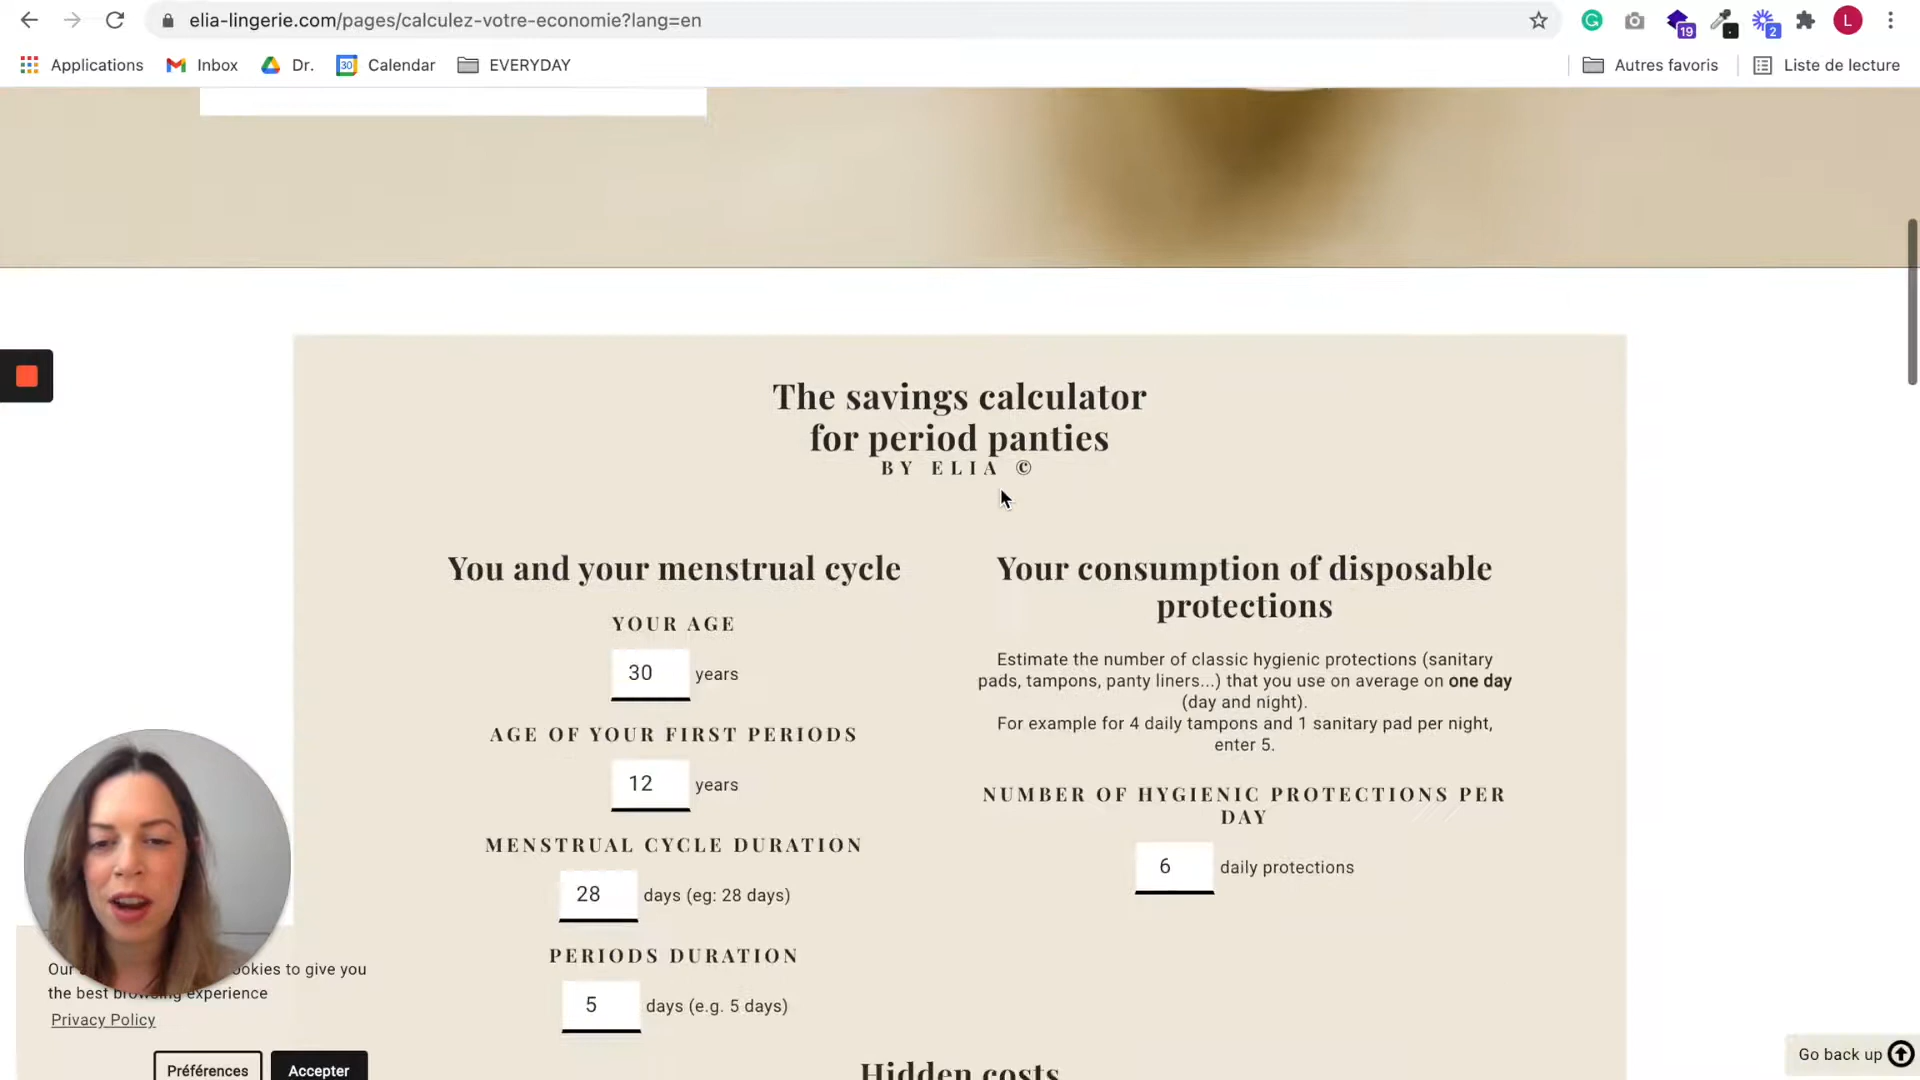 elia-lingerie.com/pages/calculez-votre-economie?lang=en
19
2
L
Applications
Inbox
Dr.
30
Calendar
EVERYDAY
Autres favoris
Liste de lecture
The savings calculator
for period panties
BY ELIA ©
You and your menstrual cycle
YOUR AGE
30 years
AGE OF YOUR FIRST PERIODS
12 years
MENSTRUAL CYCLE DURATION
28 days (eg: 28 days)
PERIODS DURATION
5 days (e.g. 5 days)
Your consumption of disposable
protections
Estimate the number of classic hygienic protections (sanitary
pads, tampons, panty liners...) that you use on average on one day
(day and night).
For example for 4 daily tampons and 1 sanitary pad per night,
enter 5.
NUMBER OF HYGIENIC PROTECTIONS PER
DAY
6 daily protections
Hidden costs
Our ookies to give you
the best browsing experience
Privacy Policy
Préférences
Accepter
Go back up